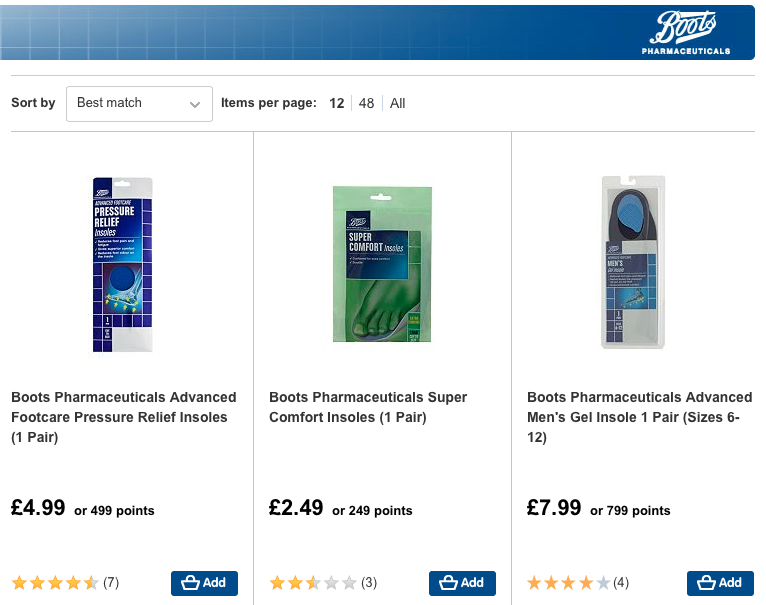 Boots
PHARMACEUTICALS
Sort by Best match Items per page: 12 48 All
Boots
ADVANCED FOOTCARE
PRESSURE
RELIEF
Insoles
Boots
SUPER
COMFORT Insoles
Boots
MEN'S
Gel Insole
Boots Pharmaceuticals Advanced
Footcare Pressure Relief Insoles
(1 Pair)
Boots Pharmaceuticals Super
Comfort Insoles (1 Pair)
Boots Pharmaceuticals Advanced
Men's Gel Insole 1 Pair (Sizes 6-
12)
£4.99 or 499 points
£2.49 or 249 points
£7.99 or 799 points
(7) Add
(3) Add
(4) Add